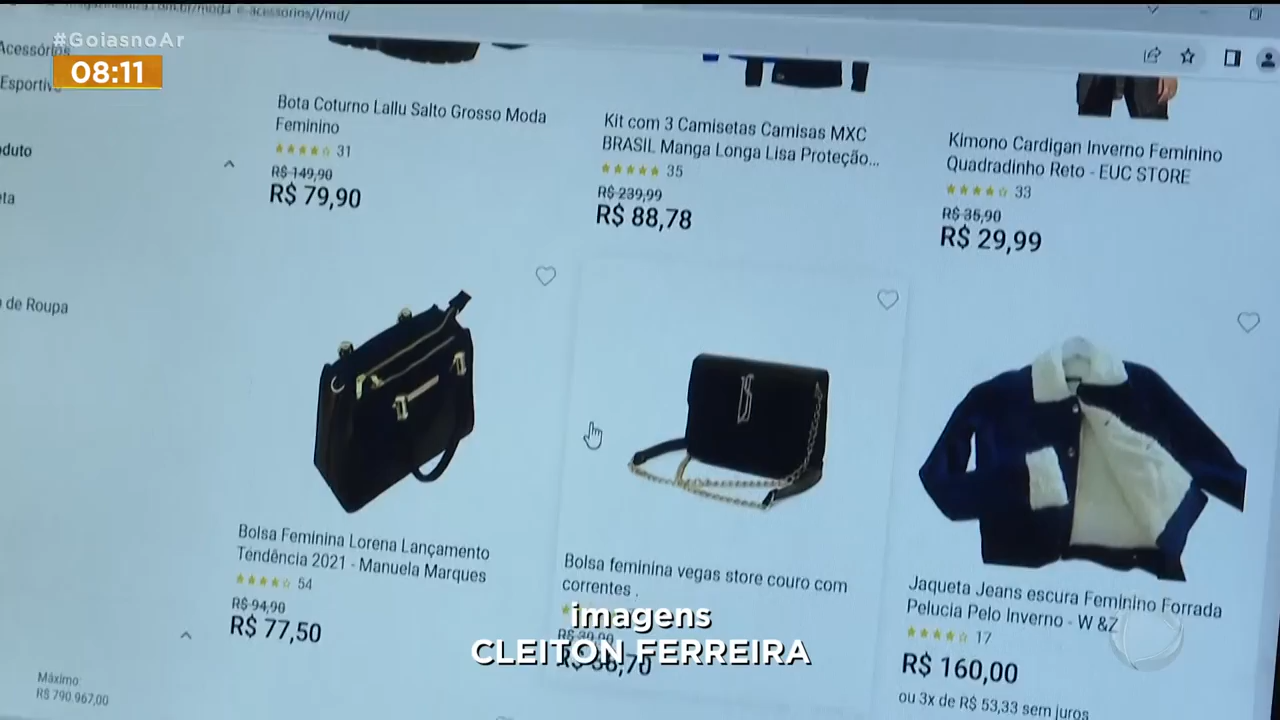 #GoiasnoAr
08:11
Acessórios
Esportivo
de Roupa
Máximo:
R$ 790.967,00
Bota Coturno Lallu Salto Grosso Moda
Feminino
31
R$ 149,90
R$ 79,90
Kit com 3 Camisetas Camisas MXC
BRASIL Manga Longa Lisa Proteção...
35
R$ 239,99
R$ 88,78
Kimono Cardigan Inverno Feminino
Quadradinho Reto - EUC STORE
33
R$ 35,90
R$ 29,99
Bolsa Feminina Lorena Lançamento
Tendência 2021 - Manuela Marques
54
R$ 94,90
R$ 77,50
Bolsa feminina vegas store couro com
correntes .
Jaqueta Jeans escura Feminino Forrada
Pelucia Pelo Inverno - W &Z
17
R$ 160,00
ou 3x de R$ 53,33 sem juros
imagens
CLEITON FERREIRA